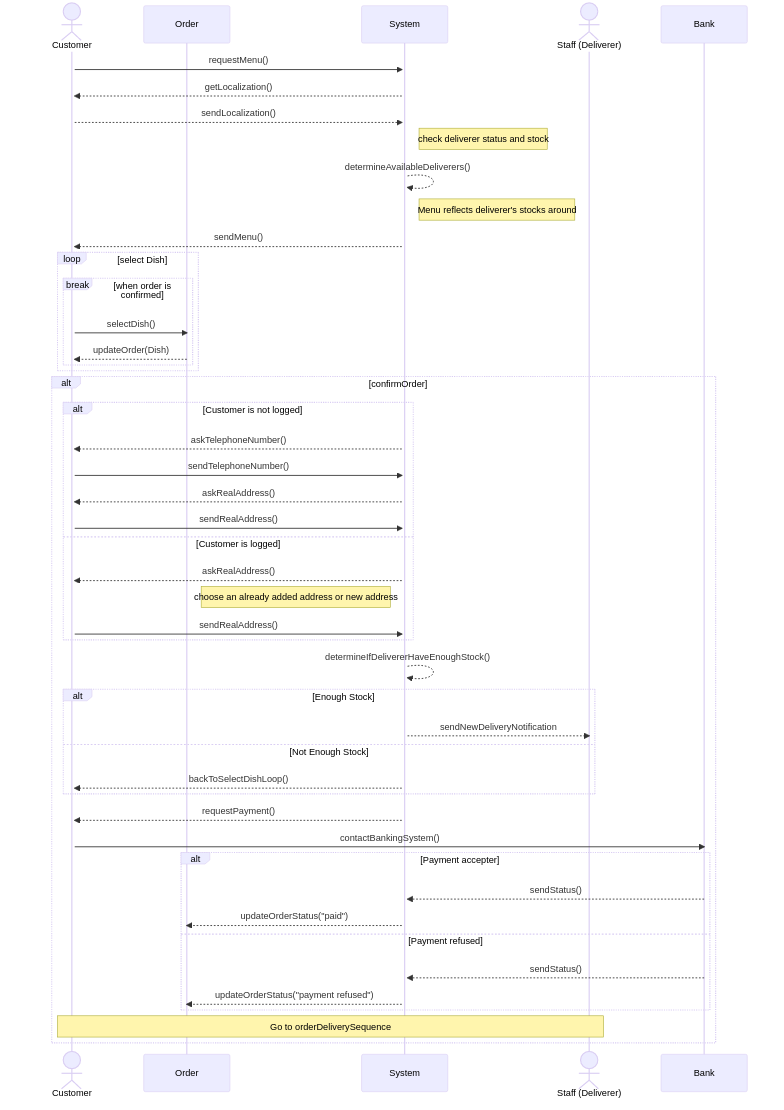 Customer
Order
System
Staff (Deliverer)
Bank
requestMenu()
getLocalization()
sendLocalization()
check deliverer status and stock
determineAvailableDeliverers()
Menu reflects deliverer's stocks around
sendMenu()
loop
[select Dish]
break
[when order is
confirmed]
selectDish()
updateOrder(Dish)
alt
[confirmOrder]
alt
[Customer is not logged]
askTelephoneNumber()
sendTelephoneNumber()
askRealAddress()
sendRealAddress()
[Customer is logged]
askRealAddress()
choose an already added address or new address
sendRealAddress()
determineIfDelivererHaveEnoughStock()
alt
[Enough Stock]
sendNewDeliveryNotification
[Not Enough Stock]
backToSelectDishLoop()
requestPayment()
contactBankingSystem()
alt
[Payment accepter]
sendStatus()
updateOrderStatus("paid")
[Payment refused]
sendStatus()
updateOrderStatus("payment refused")
Go to orderDeliverySequence
Customer
Order
System
Staff (Deliverer)
Bank